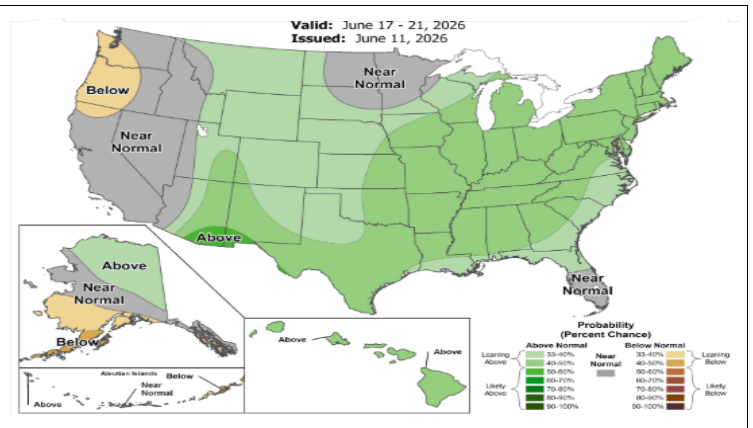 Valid: June 17 - 21, 2026
Issued: June 11, 2026
Near
Normal
Below
Near
Normal
Above
Near
Normal
Above
Near
Normal
Below
Aleutian Islands
Below
Near
Normal
Above
Above
Above
Probability
(Percent Chance)
Above Normal
Below Normal
Leaning
Above
33-40%
40-50%
50-60%
Likely
Above
60-70%
70-80%
80-90%
90-100%
Near
Normal
33-40%
40-50%
50-60%
Leaning
Below
60-70%
70-80%
80-90%
90-100%
Likely
Below